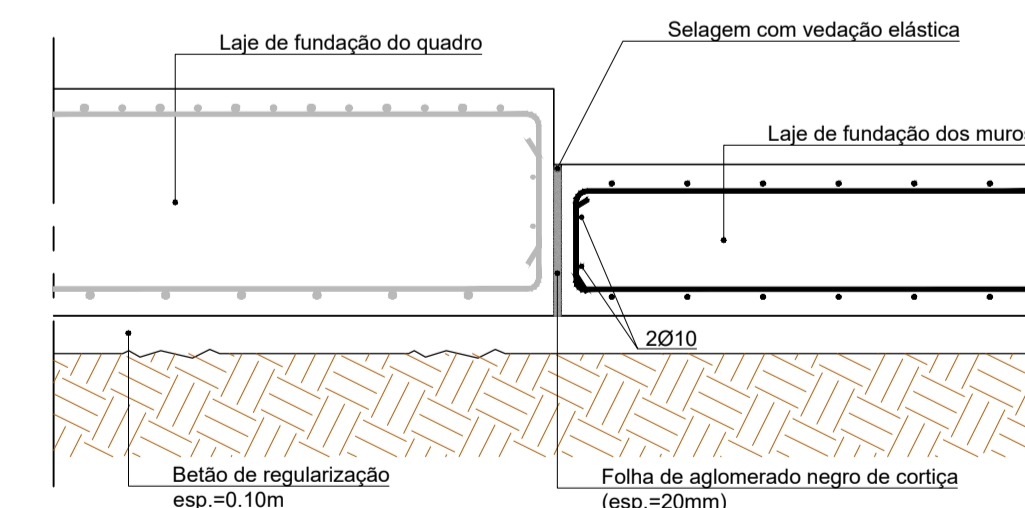 Laje de fundação do quadro
Selagem com vedação elástica
Laje de fundação dos muros
2Ø10
Betão de regularização
esp.=0.10m
Folha de aglomerado negro de cortiça
(esp.=20mm)